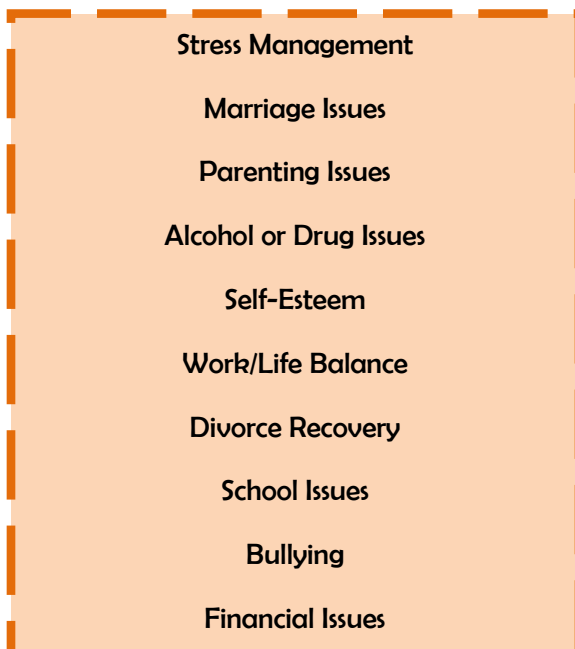 Stress Management
Marriage Issues
Parenting Issues
Alcohol or Drug Issues
Self-Esteem
Work/Life Balance
Divorce Recovery
School Issues
Bullying
Financial Issues